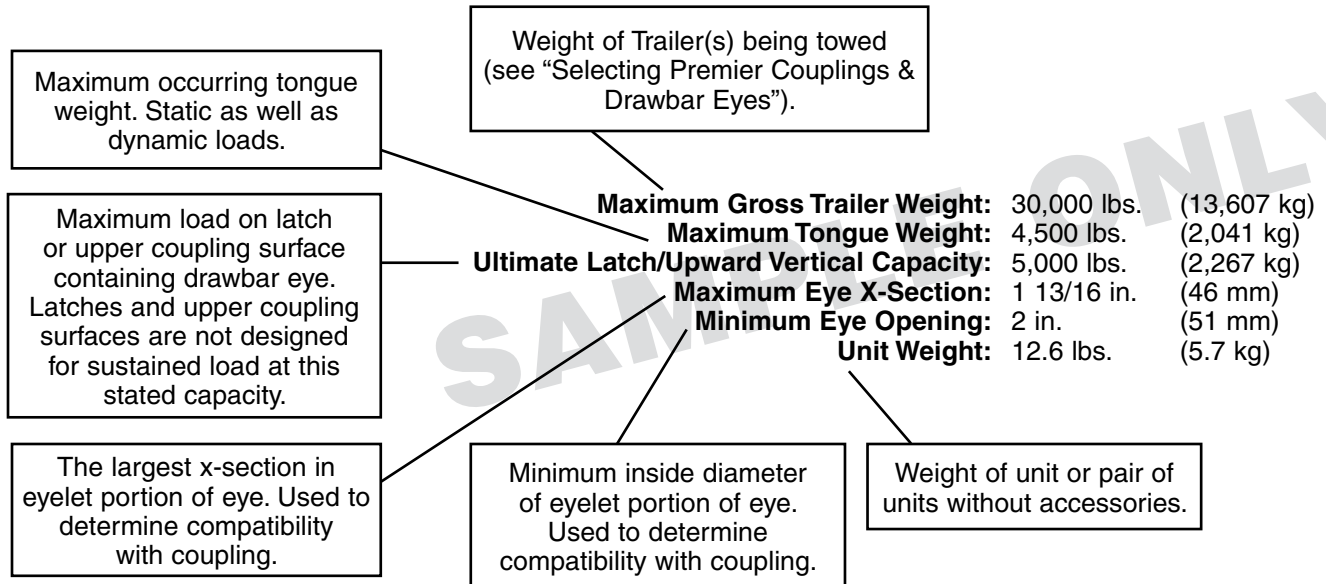 Weight of Trailer(s) being towed
(see “Selecting Premier Couplings &
Drawbar Eyes”).
Maximum occurring tongue
weight. Static as well as
dynamic loads.
Maximum load on latch
or upper coupling surface
containing drawbar eye.
Latches and upper coupling
surfaces are not designed
for sustained load at this
stated capacity.
SAMPLE ONLY
Maximum Gross Trailer Weight: 30,000 lbs. (13,607 kg)
Maximum Tongue Weight: 4,500 lbs. (2,041 kg)
Ultimate Latch/Upward Vertical Capacity: 5,000 lbs. (2,267 kg)
Maximum Eye X-Section: 1 13/16 in. (46 mm)
Minimum Eye Opening: 2 in. (51 mm)
Unit Weight: 12.6 lbs. (5.7 kg)
The largest x-section in
eyelet portion of eye. Used to
determine compatibility
with coupling.
Minimum inside diameter
of eyelet portion of eye.
Used to determine
compatibility with coupling.
Weight of unit or pair of
units without accessories.